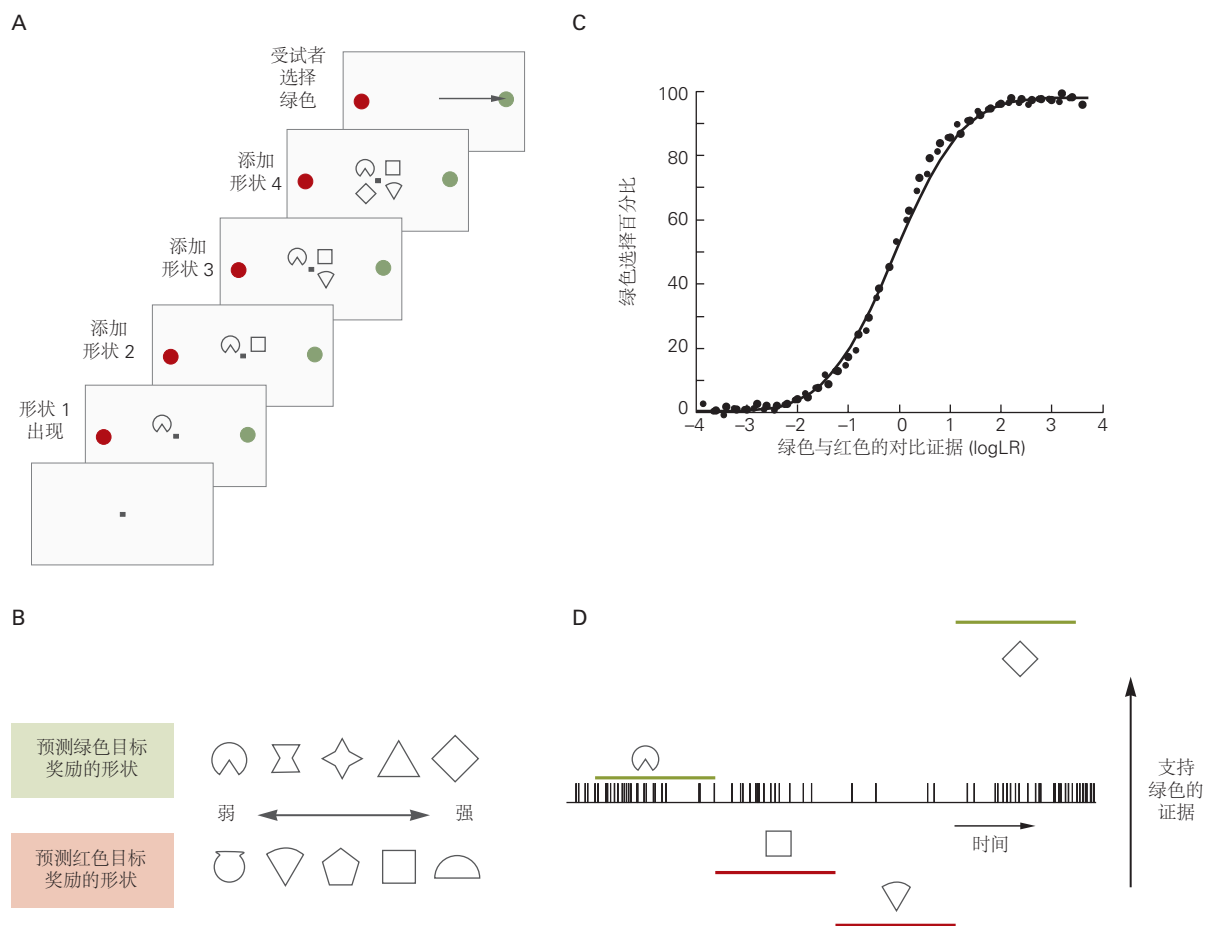 A
受试者
选择
绿色
添加
形状 4
添加
形状 3
添加
形状 2
形状 1
出现
B
预测绿色目标
奖励的形状
弱
强
预测红色目标
奖励的形状
C
绿色选择百分比
100
80
60
40
20
0
–4 –3 –2 –1 0 1 2 3 4
绿色与红色的对比证据 (logLR)
D
时间
支持
绿色的
证据